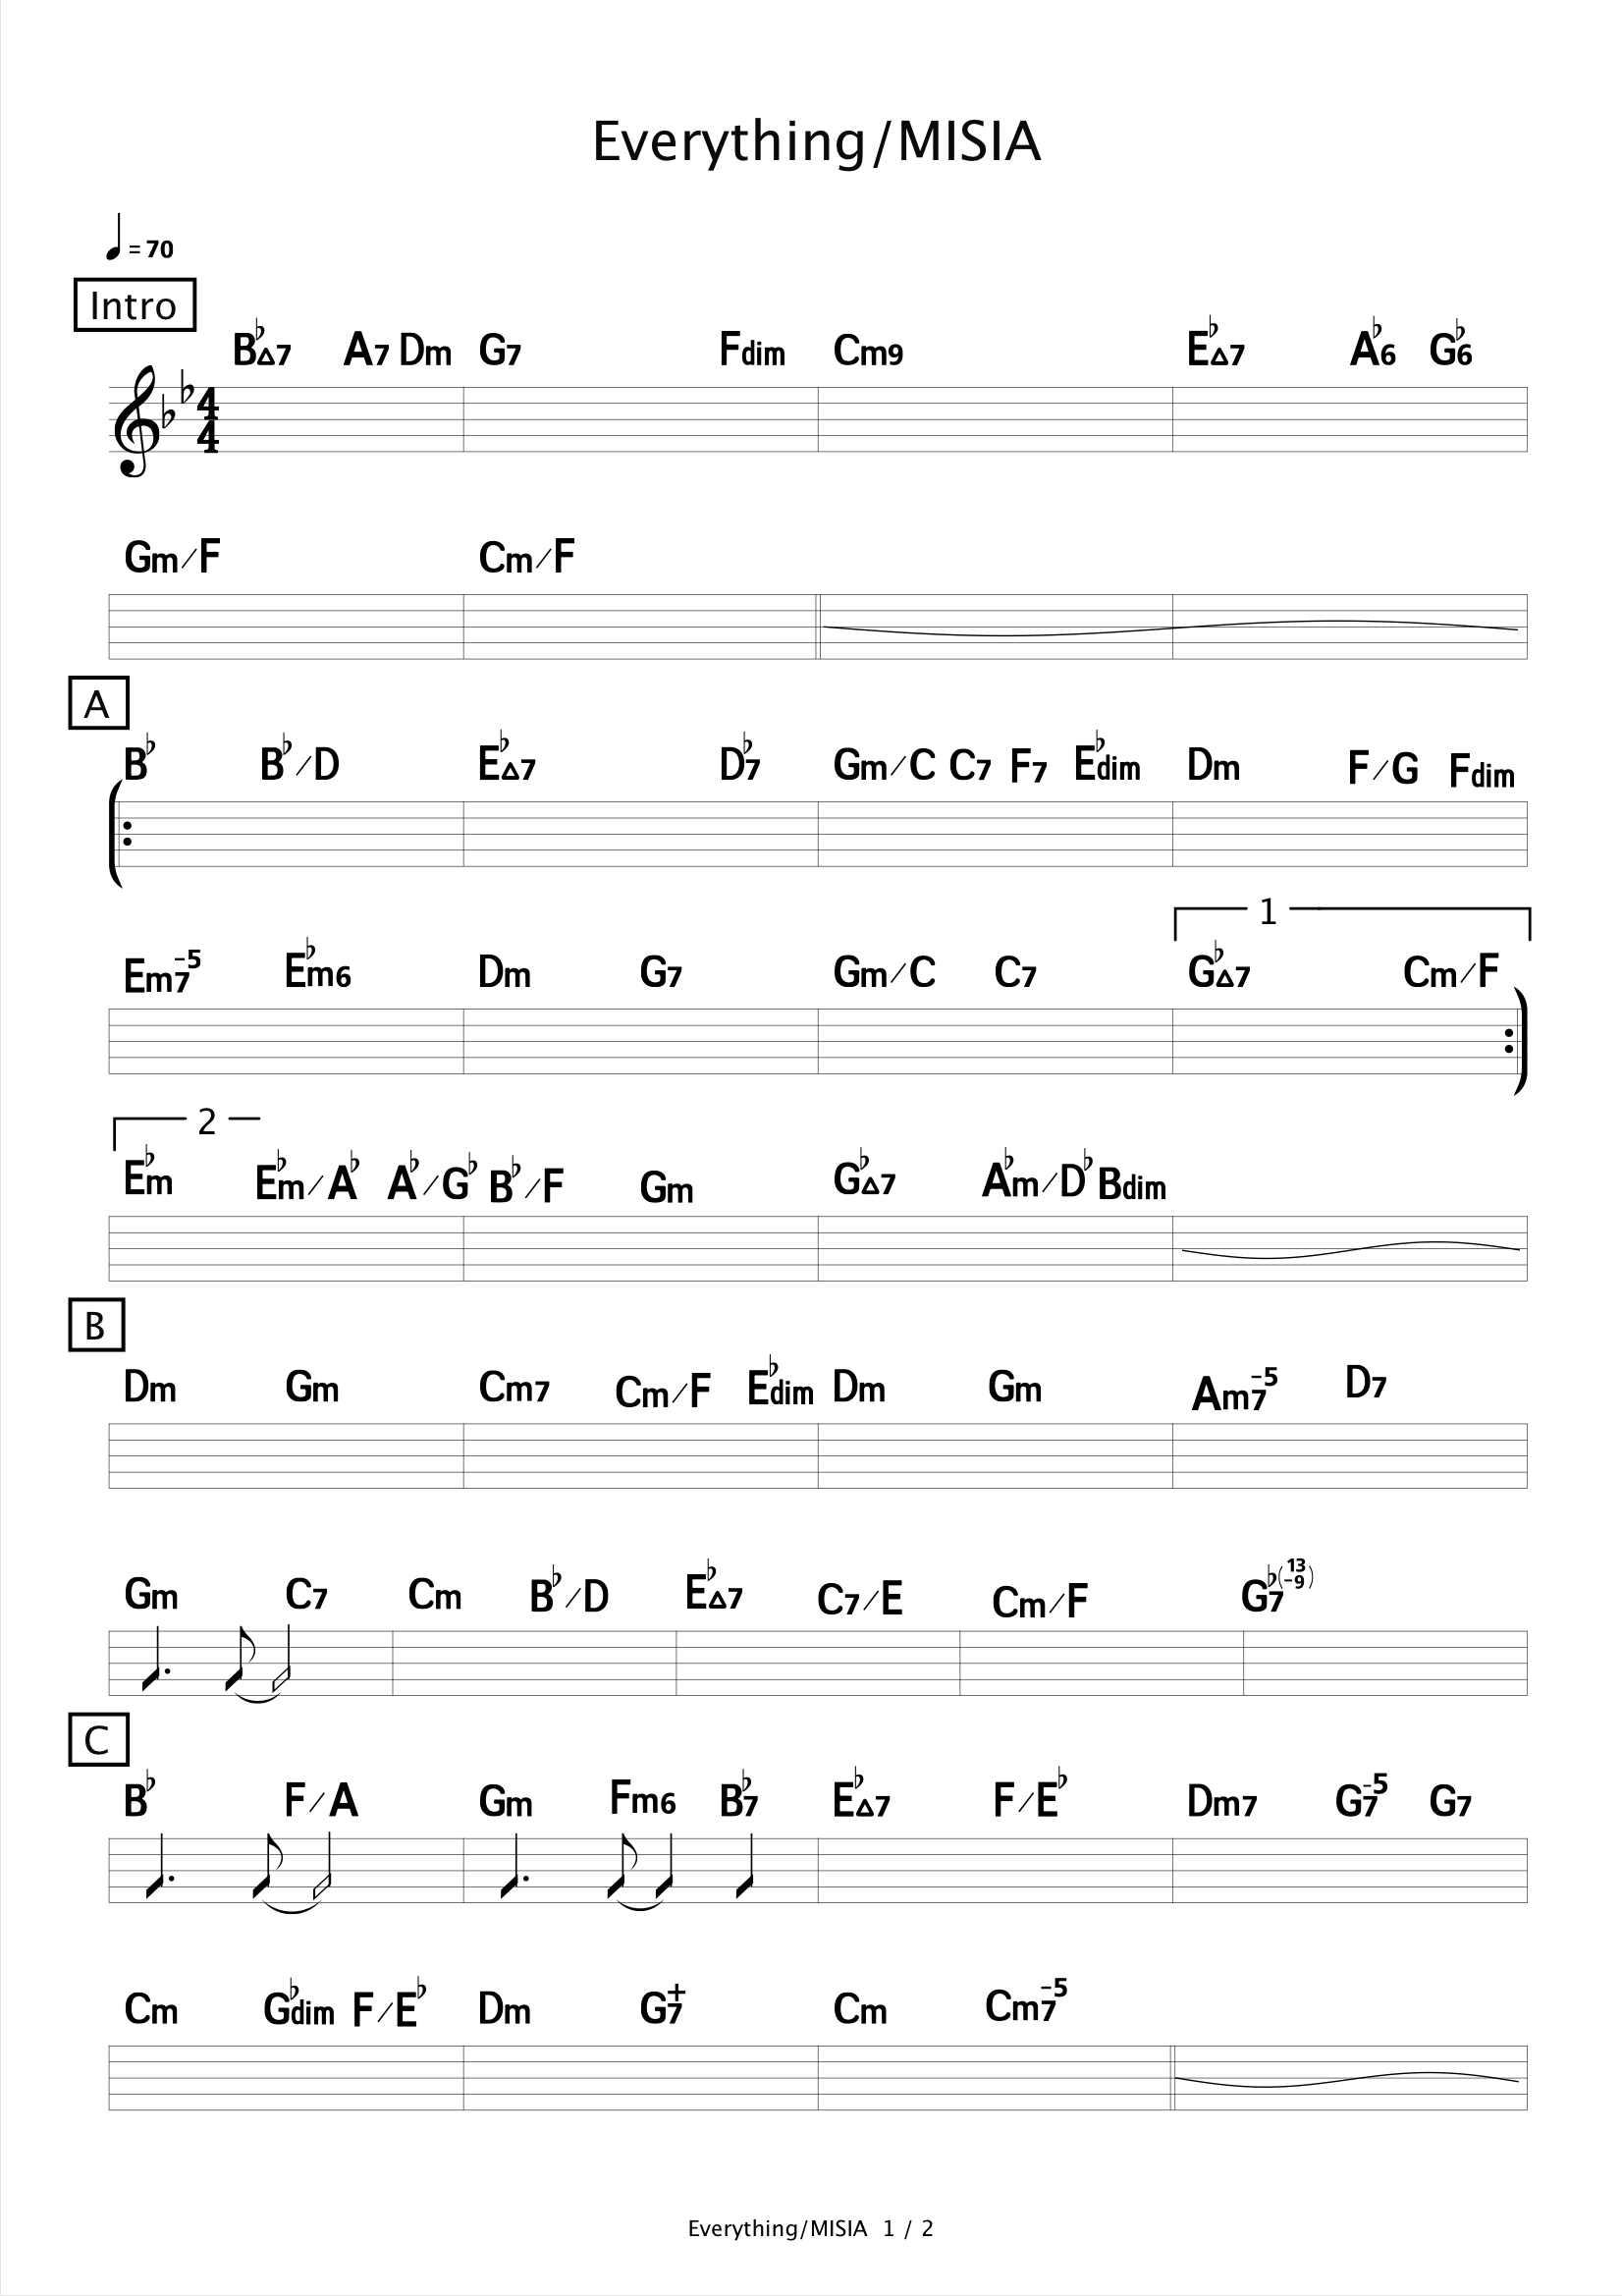 Everything/MISIA
♩ = 70
Intro
B♭△7 A7 Dm G7 Fdim Cm9 E♭△7 A♭6 G♭6
4
4
Gm/F Cm/F
A
B♭ B♭/D E♭△7 D♭7 Gm/C C7 F7 E♭dim Dm F/G Fdim
1
Em7-5 E♭m6 Dm G7 Gm/C C7 G♭△7 Cm/F
2
E♭m E♭m/A♭ A♭/G♭ B♭/F Gm G♭△7 A♭m/D♭ Bdim
B
Dm Gm Cm7 Cm/F E♭dim Dm Gm Am7-5 D7
Gm C7 Cm B♭/D E♭△7 C7/E Cm/F G♭7(13 -9)
C
B♭ F/A Gm Fm6 B♭7 E♭△7 F/E♭ Dm7 G7-5 G7
Cm G♭dim F/E♭ Dm G7+ Cm Cm7-5
Everything/MISIA 1 / 2